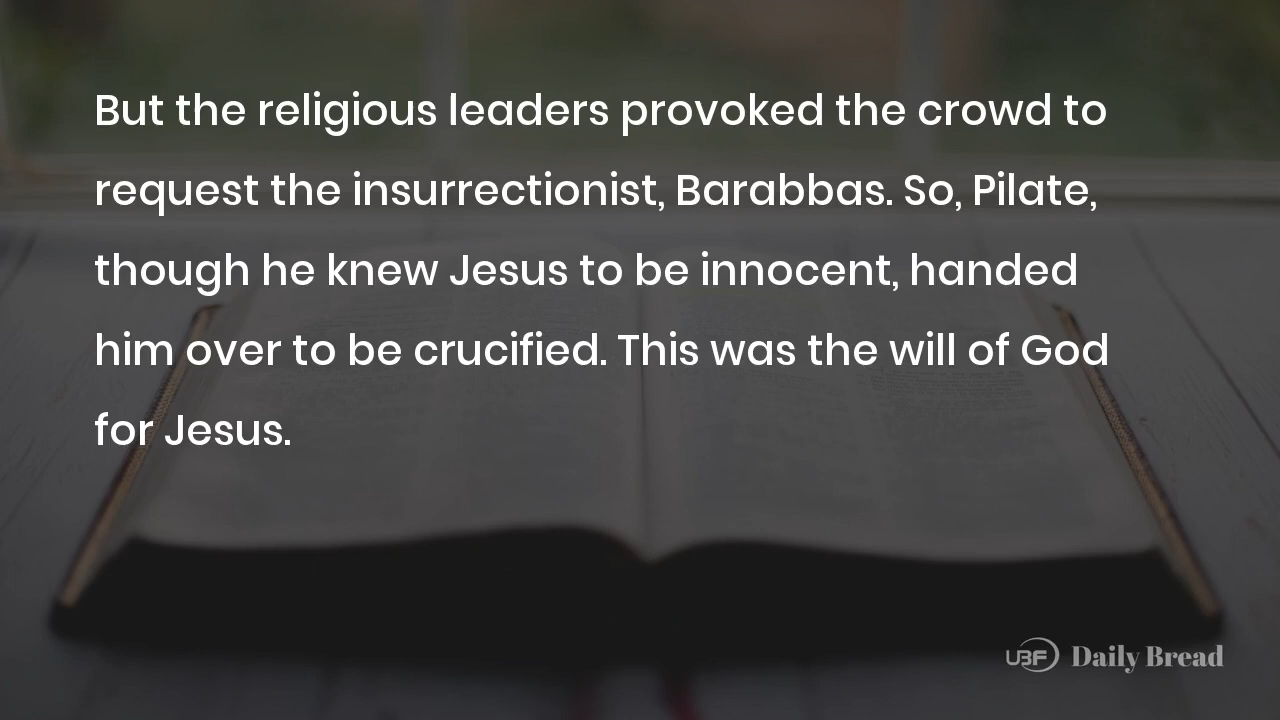 But the religious leaders provoked the crowd to
request the insurrectionist, Barabbas. So, Pilate,
though he knew Jesus to be innocent, handed
him over to be crucified. This was the will of God
for Jesus.
UBF Daily Bread